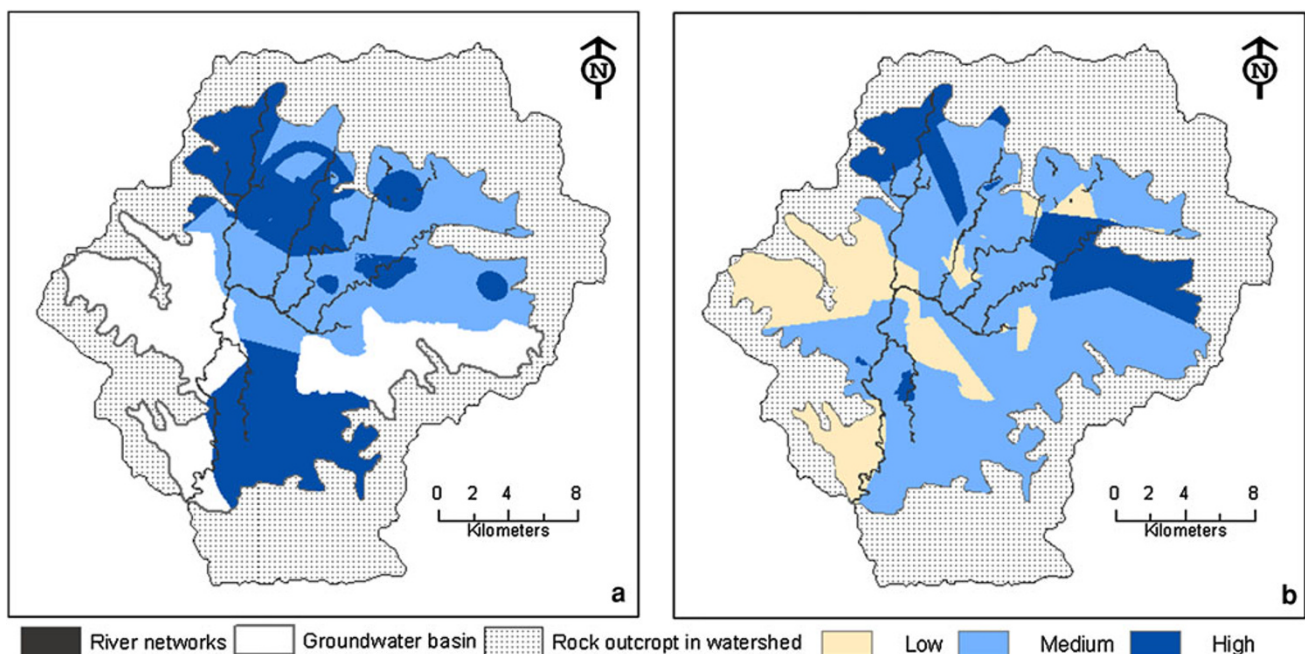 N
0 2 4 8
Kilometers
a
N
0 2 4 8
Kilometers
b
River networks Groundwater basin Rock outcropt in watershed Low Medium High